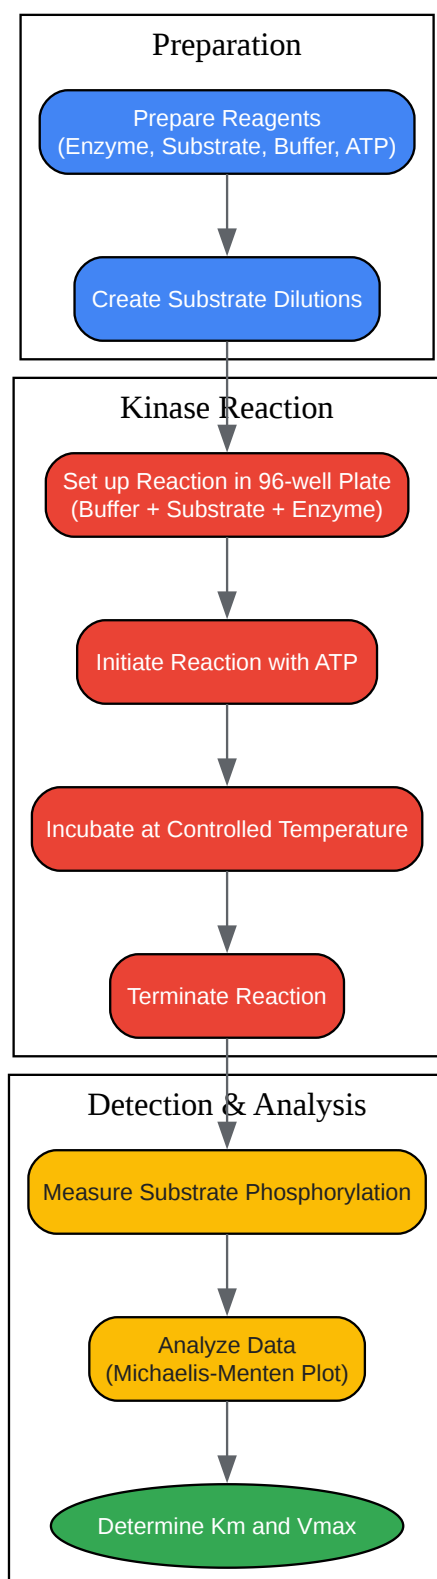 Preparation
Prepare Reagents
(Enzyme, Substrate, Buffer, ATP)
Create Substrate Dilutions
Kinase Reaction
Set up Reaction in 96-well Plate
(Buffer + Substrate + Enzyme)
Initiate Reaction with ATP
Incubate at Controlled Temperature
Terminate Reaction
Detection & Analysis
Measure Substrate Phosphorylation
Analyze Data
(Michaelis-Menten Plot)
Determine Km and Vmax